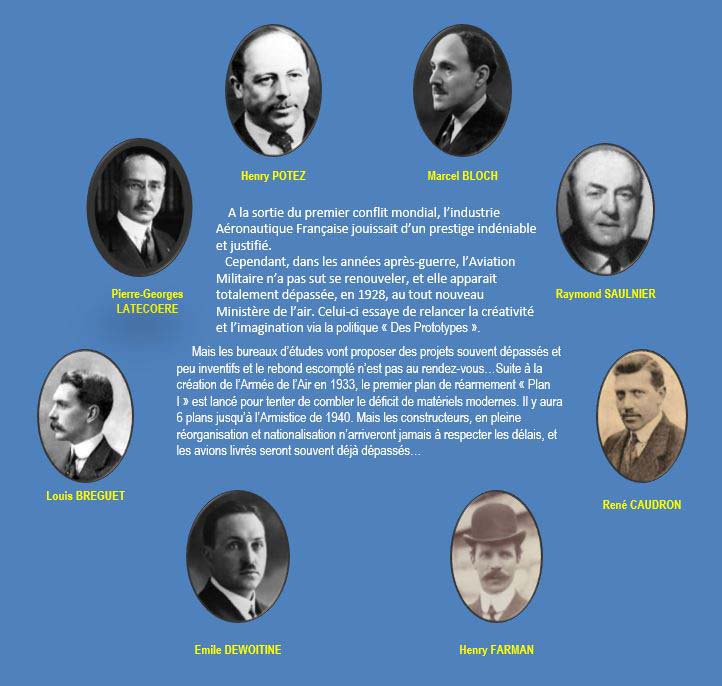 Henry POTEZ
Marcel BLOCH
Pierre-Georges
LATECOERE
Raymond SAULNIER
A la sortie du premier conflit mondial, l’industrie
Aéronautique Française jouissait d’un prestige indéniable
et justifié.
Cependant, dans les années après-guerre, l’Aviation
Militaire n’a pas sut se renouveler, et elle apparait
totalement dépassée, en 1928, au tout nouveau
Ministère de l’air. Celui-ci essaye de relancer la créativité
et l’imagination via la politique « Des Prototypes ».
Mais les bureaux d’études vont proposer des projets souvent dépassés et
peu inventifs et le rebond escompté n’est pas au rendez-vous…Suite à la
création de l’Armée de l’Air en 1933, le premier plan de réarmement « Plan
I » est lancé pour tenter de combler le déficit de matériels modernes. Il y aura
6 plans jusqu’à l’Armistice de 1940. Mais les constructeurs, en pleine
réorganisation et nationalisation n’arriveront jamais à respecter les délais, et
les avions livrés seront souvent déjà dépassés…
Louis BREGUET
René CAUDRON
Emile DEWOITINE
Henry FARMAN